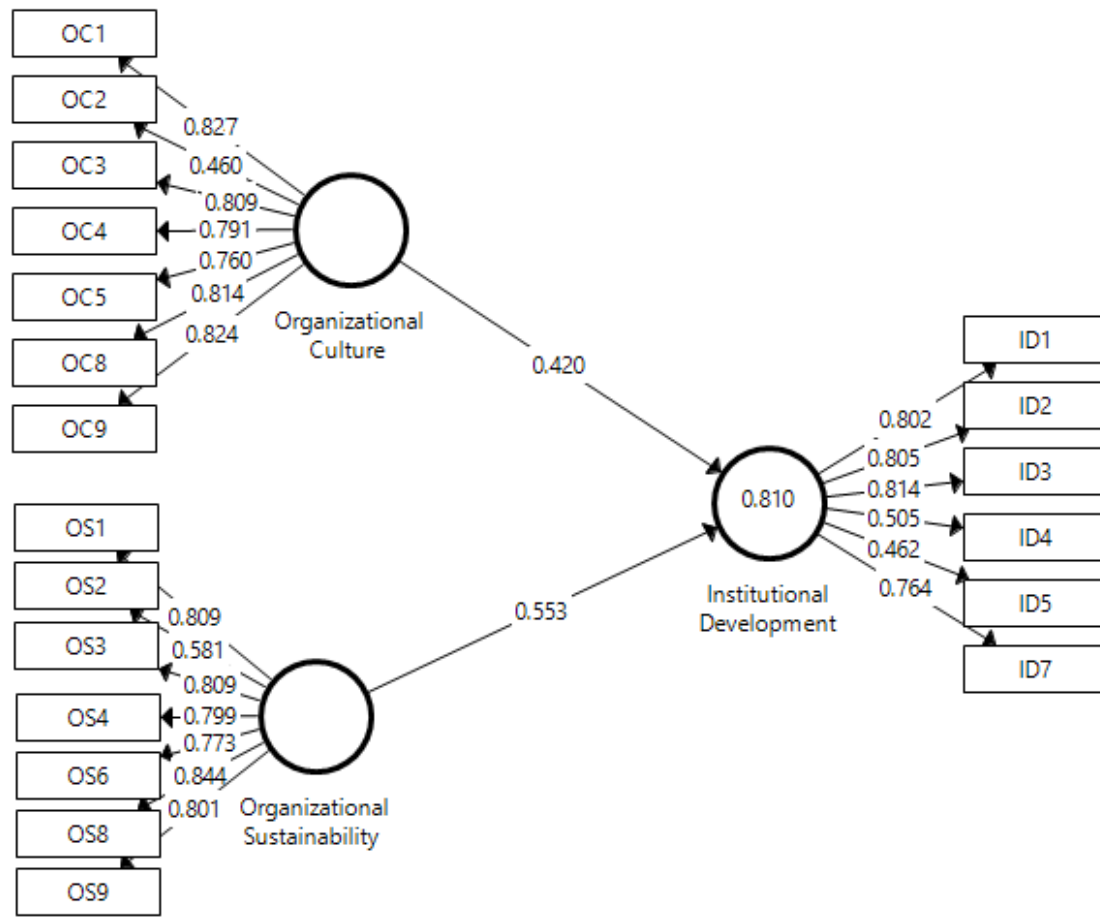 OC1
OC2
OC3
OC4
OC5
OC8
OC9
0.827
0.460
0.809
0.791
0.760
0.814
0.824
Organizational
Culture
0.420
OS1
OS2
OS3
OS4
OS6
OS8
OS9
0.809
0.581
0.809
0.799
0.773
0.844
0.801
Organizational
Sustainability
0.553
0.810
Institutional
Development
0.802
0.805
0.814
0.505
0.462
0.764
ID1
ID2
ID3
ID4
ID5
ID7